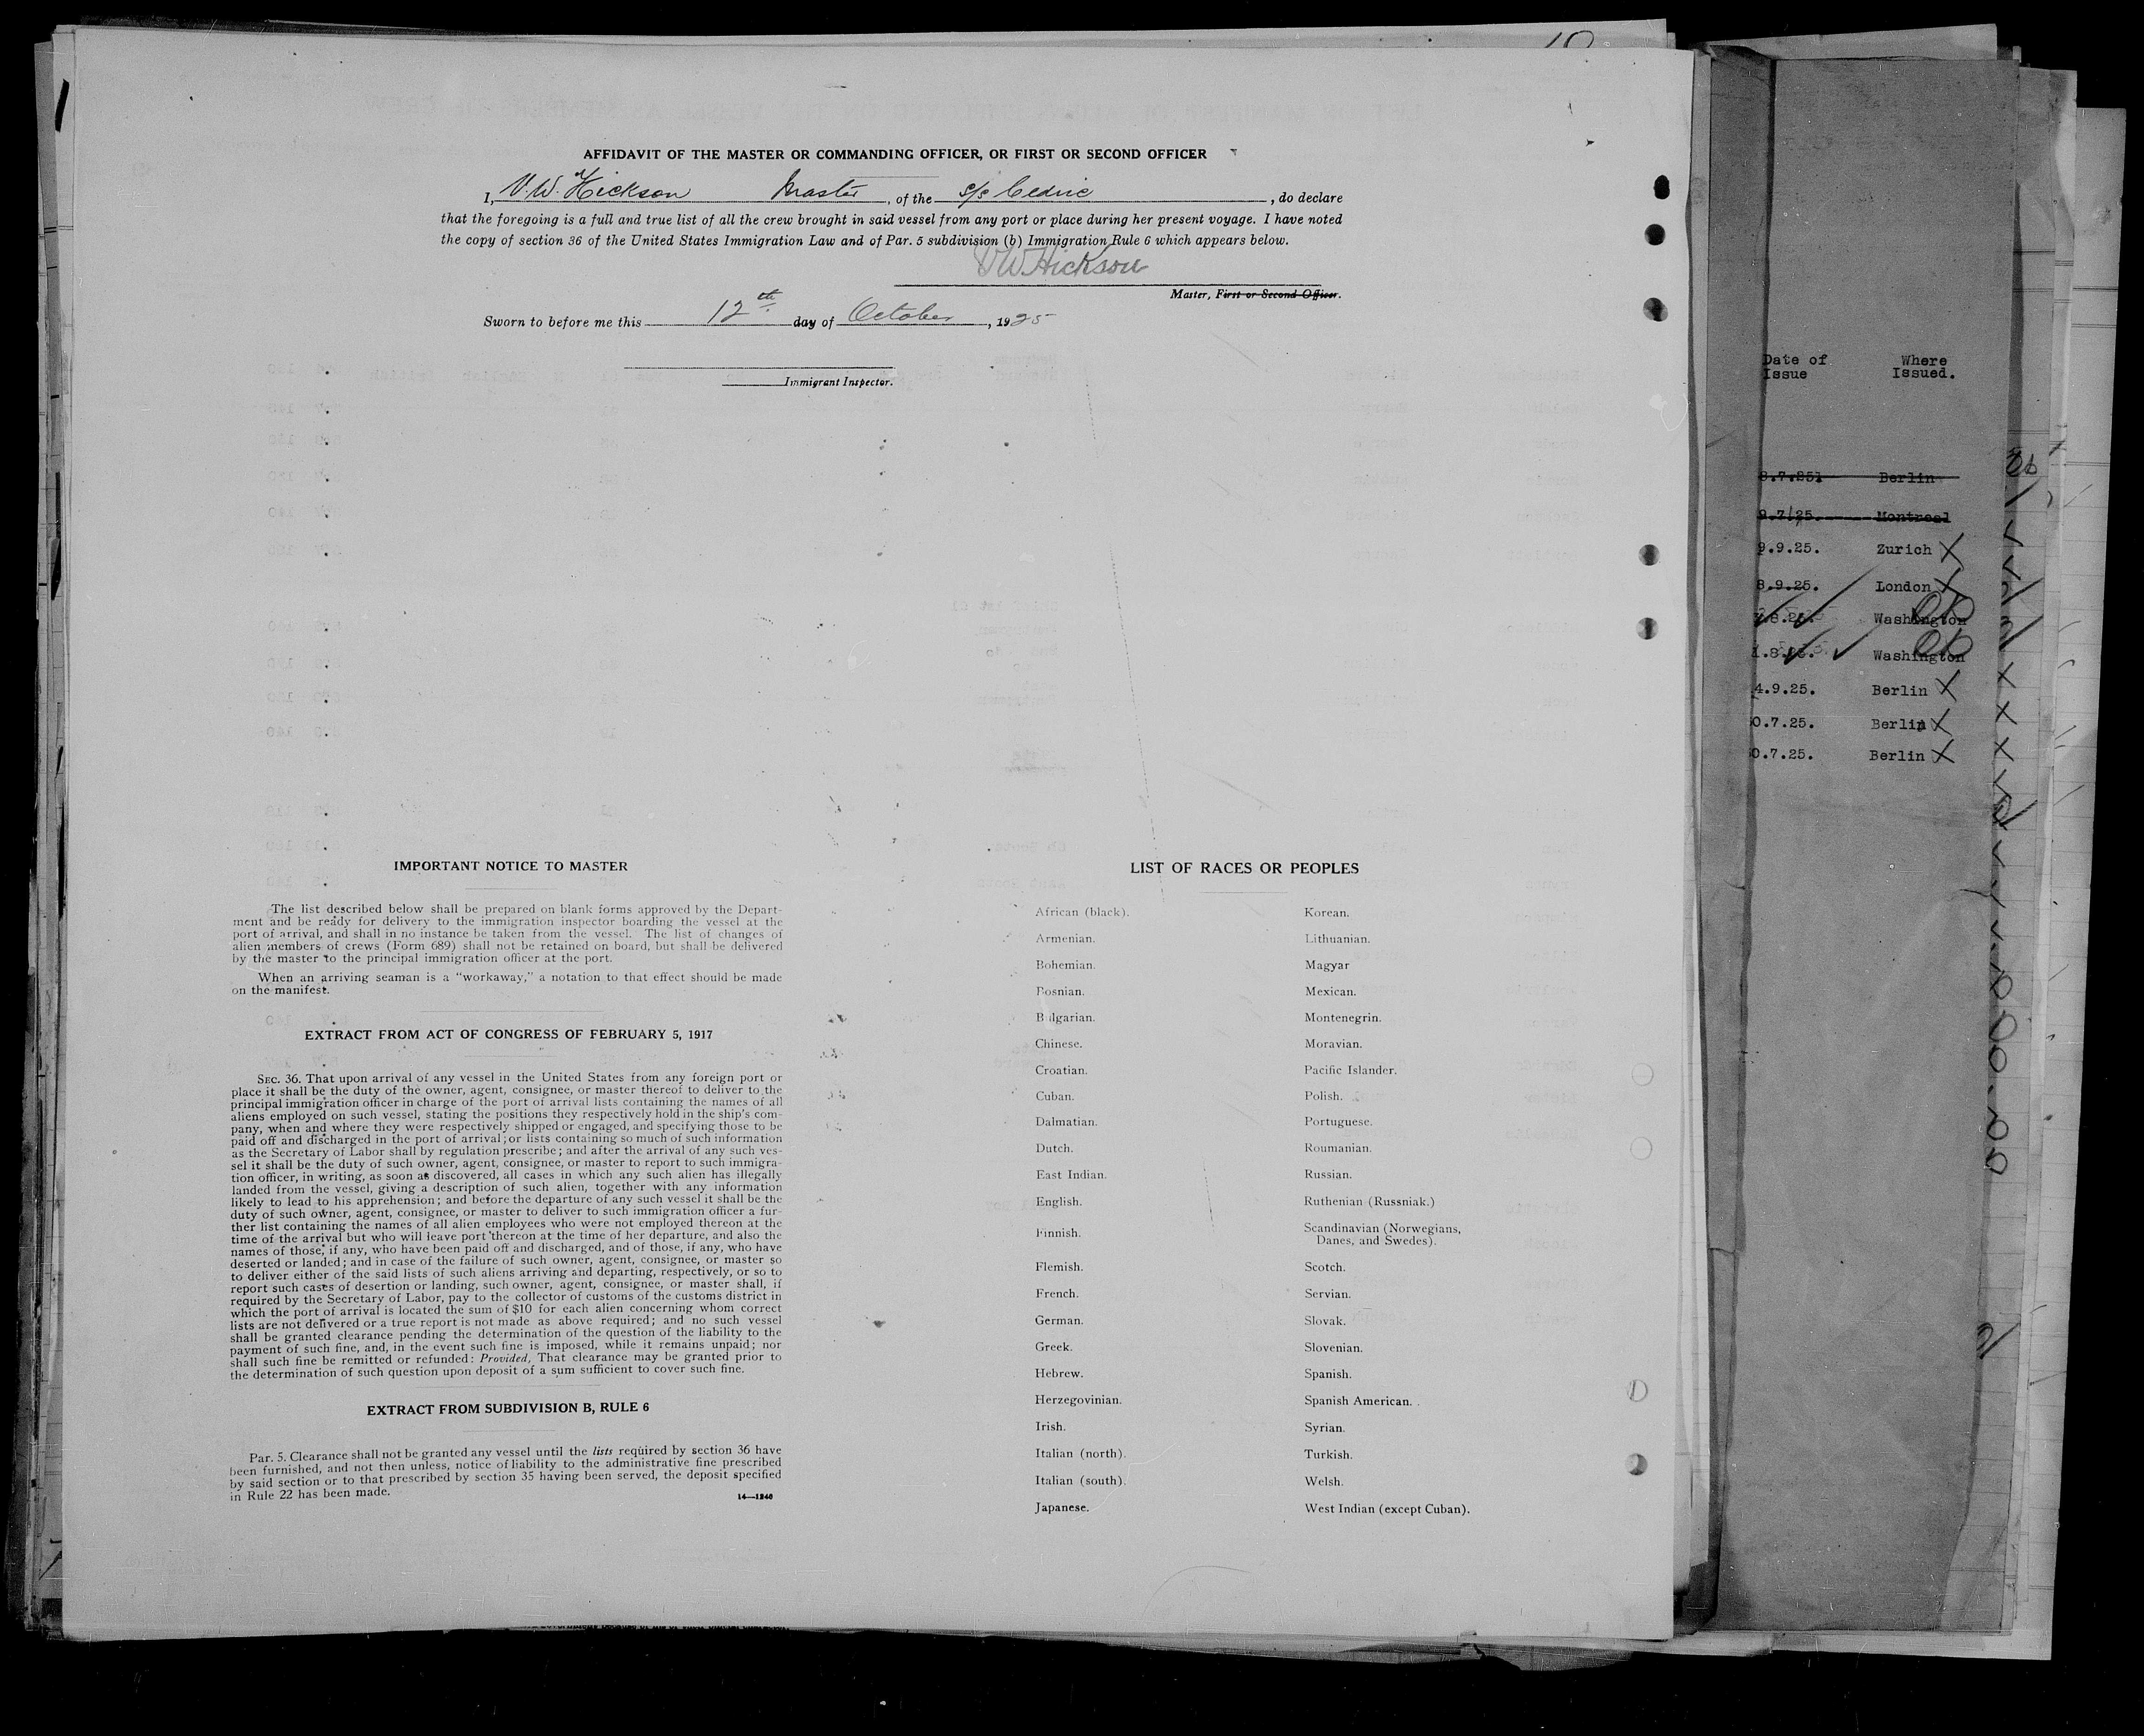 AFFIDAVIT OF THE MASTER OR COMMANDING OFFICER, OR FIRST OR SECOND OFFICER
I, V. W. Hickson Master, of the s/s Cedric, do declare
that the foregoing is a full and true list of all the crew brought in said vessel from any port or place during her present voyage. I have noted
the copy of section 36 of the United States Immigration Law and of Par. 5 subdivision (b) Immigration Rule 6 which appears below.
VW Hickson
Master, First or Second Officer.
Sworn to before me this 12th day of October, 1925
Immigrant Inspector.
IMPORTANT NOTICE TO MASTER
The list described below shall be prepared on blank forms approved by the Depart-
ment and be ready for delivery to the immigration inspector boarding the vessel at the
port of arrival, and shall in no instance be taken from the vessel. The list of changes of
alien members of crews (Form 689) shall not be retained on board, but shall be delivered
by the master to the principal immigration officer at the port.
When an arriving seaman is a "workaway," a notation to that effect should be made
on the manifest.
EXTRACT FROM ACT OF CONGRESS OF FEBRUARY 5, 1917
SEC. 36. That upon arrival of any vessel in the United States from any foreign port or
place it shall be the duty of the owner, agent, consignee, or master thereof to deliver to the
principal immigration officer in charge of the port of arrival lists containing the names of all
aliens employed on such vessel, stating the positions they respectively hold in the ship's com-
pany, when and where they were respectively shipped or engaged, and specifying those to be
paid off and discharged in the port of arrival; or lists containing so much of such information
as the Secretary of Labor shall by regulation prescribe; and after the arrival of any such ves-
sel it shall be the duty of such owner, agent, consignee, or master to report to such immigra-
tion officer, in writing, as soon as discovered, all cases in which any such alien has illegally
landed from the vessel, giving a description of such alien, together with any information
likely to lead to his apprehension; and before the departure of any such vessel it shall be the
duty of such owner, agent, consignee, or master to deliver to such immigration officer a fur-
ther list containing the names of all alien employees who were not employed thereon at the
time of the arrival but who will leave port thereon at the time of her departure, and also the
names of those, if any, who have been paid off and discharged, and of those, if any, who have
deserted or landed; and in case of the failure of such owner, agent, consignee, or master so
to deliver either of the said lists of such aliens arriving and departing, respectively, or so to
report such cases of desertion or landing, such owner, agent, consignee, or master shall, if
required by the Secretary of Labor, pay to the collector of customs of the customs district in
which the port of arrival is located the sum of $10 for each alien concerning whom correct
lists are not delivered or a true report is not made as above required; and no such vessel
shall be granted clearance pending the determination of the question of the liability to the
payment of such fine, and, in the event such fine is imposed, while it remains unpaid; nor
shall such fine be remitted or refunded: Provided, That clearance may be granted prior to
the determination of such question upon deposit of a sum sufficient to cover such fine.
EXTRACT FROM SUBDIVISION B, RULE 6
Par. 5. Clearance shall not be granted any vessel until the lists required by section 36 have
been furnished, and not then unless, notice of liability to the administrative fine prescribed
by said section or to that prescribed by section 35 having been served, the deposit specified
in Rule 22 has been made.
14—1240
LIST OF RACES OR PEOPLES
African (black).
Armenian.
Bohemian.
Bosnian.
Bulgarian.
Chinese.
Croatian.
Cuban.
Dalmatian.
Dutch.
East Indian.
English.
Finnish.
Flemish.
French.
German.
Greek.
Hebrew.
Herzegovinian.
Irish.
Italian (north).
Italian (south).
Japanese.
Korean.
Lithuanian.
Magyar
Mexican.
Montenegrin.
Moravian.
Pacific Islander.
Polish.
Portuguese.
Roumanian.
Russian.
Ruthenian (Russniak.)
Scandinavian (Norwegians,
Danes, and Swedes).
Scotch.
Servian.
Slovak.
Slovenian.
Spanish.
Spanish American.
Syrian.
Turkish.
Welsh.
West Indian (except Cuban).
Date of Where
Issue Issued.
Berlin
Montreal
9.9.25. Zurich X
8.9.25. London X
Washington
Washington
4.9.25. Berlin X
0.7.25. Berlin X
0.7.25. Berlin X